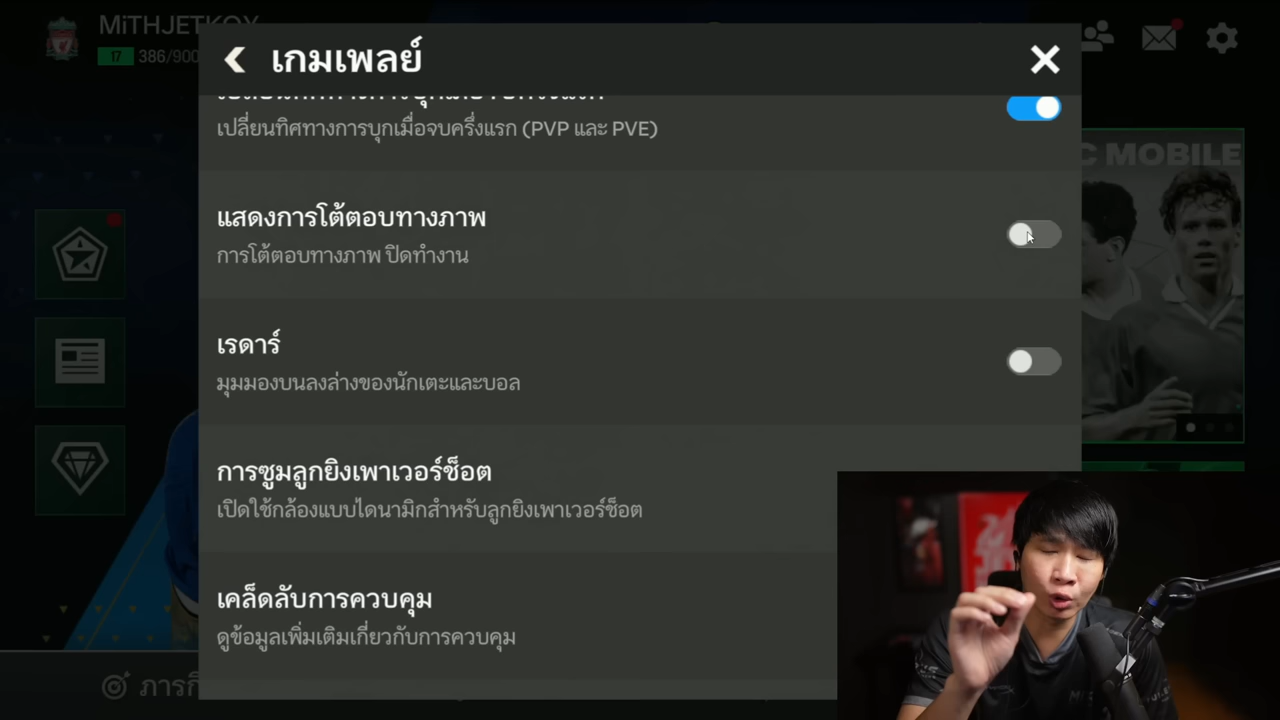 MiTHJETKOY
17 386/900
เกมเพลย์
เปลี่ยนทิศทางการบุกเมื่อจบครึ่งแรก (PVP และ PVE)
C MOBILE
แสดงการโต้ตอบทางภาพ
การโต้ตอบทางภาพ ปิดทำงาน
เรดาร์
มุมมองบนลงล่างของนักเตะและบอล
การซูมลูกยิงเพาเวอร์ช็อต
เปิดใช้กล้องแบบไดนามิกสำหรับลูกยิงเพาเวอร์ช็อต
เคล็ดลับการควบคุม
ดูข้อมูลเพิ่มเติมเกี่ยวกับการควบคุม
ภารกิ